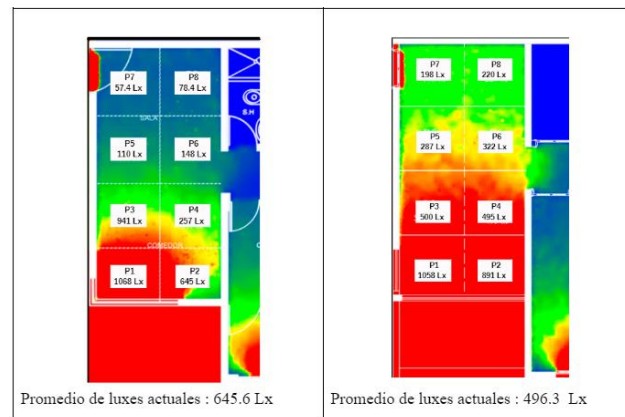 P7
57.4 Lx
P8
78.4 Lx
S.H
SALA
P5
110 Lx
P6
148 Lx
P3
941 Lx
P4
257 Lx
COMEDOR
P1
1068 Lx
P2
645 Lx
Promedio de luxes actuales : 645.6 Lx
P7
198 Lx
P8
220 Lx
P5
287 Lx
P6
322 Lx
P3
500 Lx
P4
495 Lx
P1
1058 Lx
P2
891 Lx
Promedio de luxes actuales : 496.3 Lx